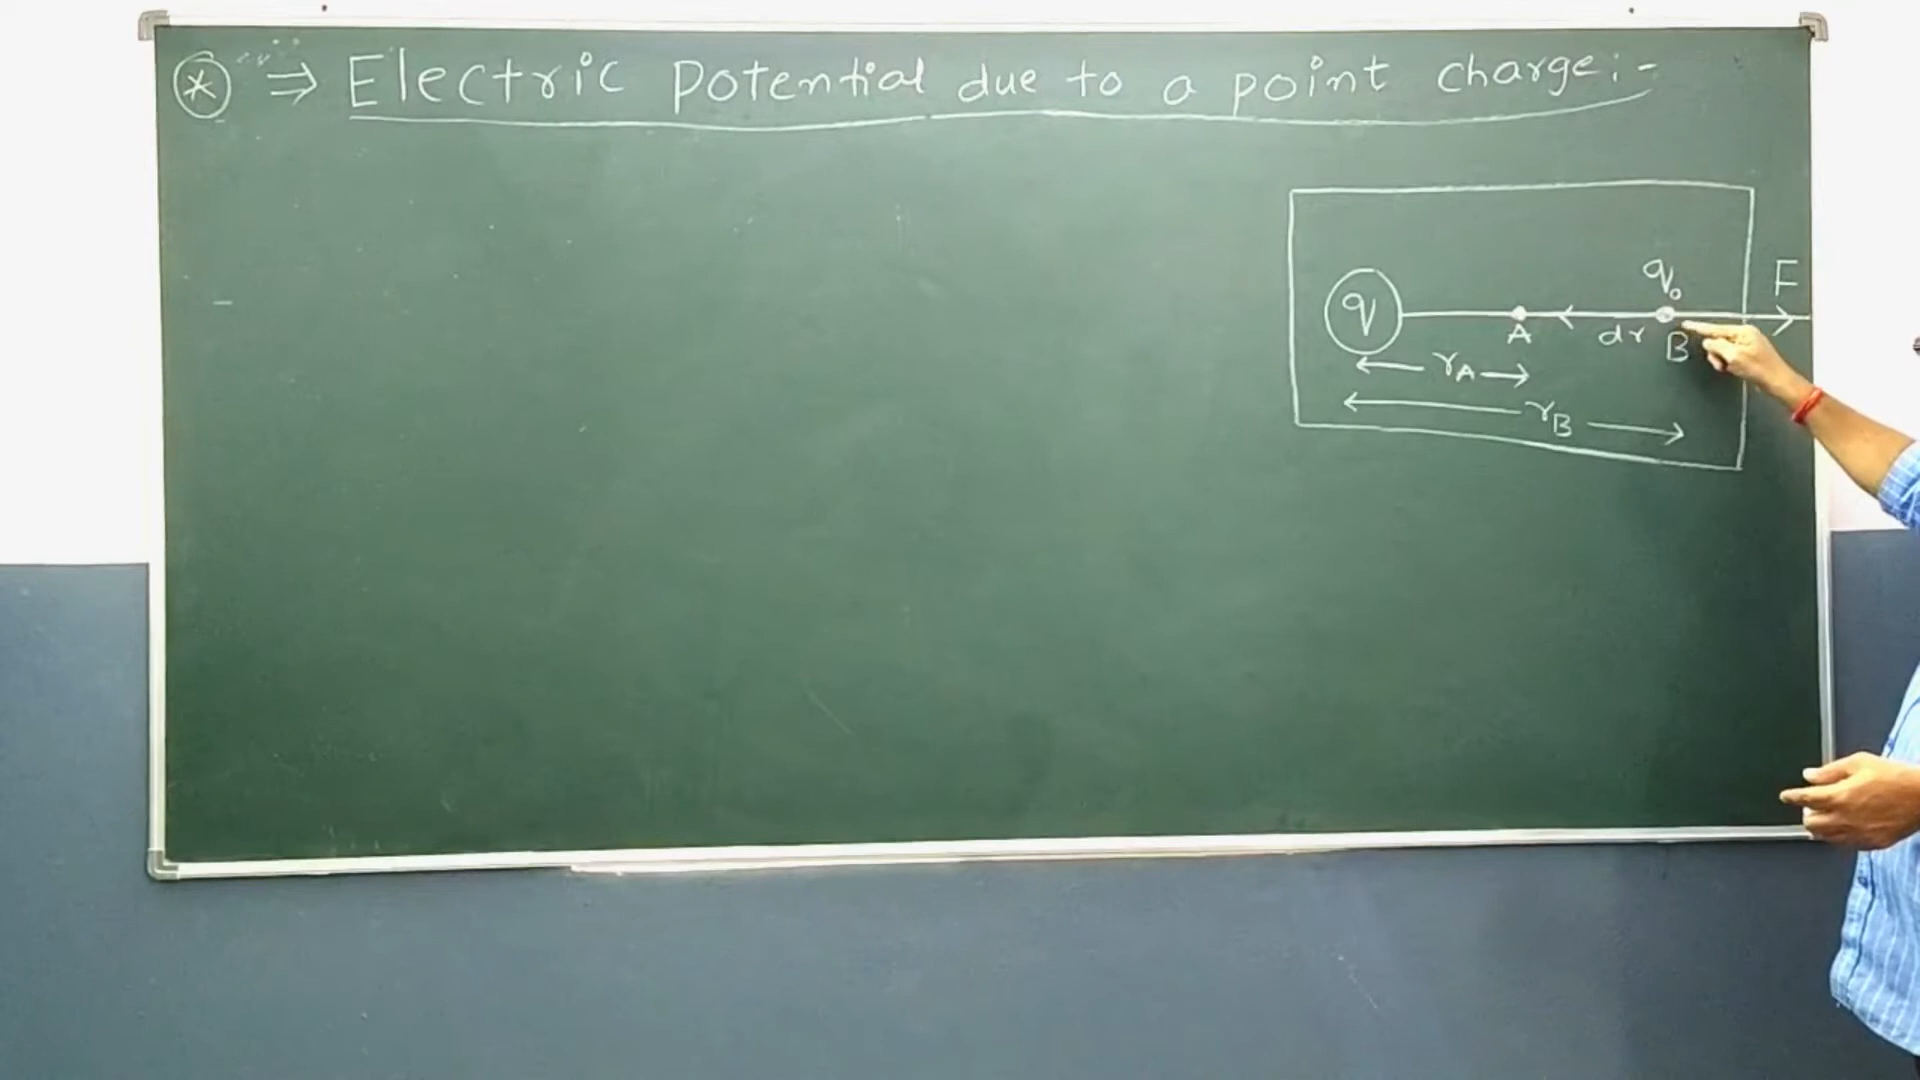 * ⇒ Electric Potential due to a point charge:-
q₀ F
q
A dr B
rA
rB